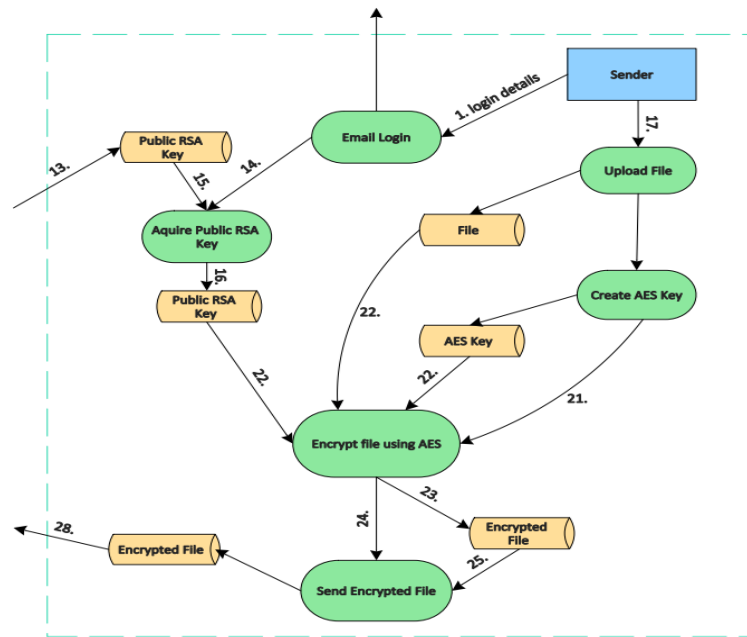 Sender
1. login details
Email Login
17.
Public RSA
Key
13.
14.
15.
Upload File
Aquire Public RSA
Key
File
16.
Public RSA
Key
Create AES Key
22.
AES Key
22.
22.
21.
Encrypt file using AES
23.
24.
Encrypted
File
28.
Encrypted File
25.
Send Encrypted File